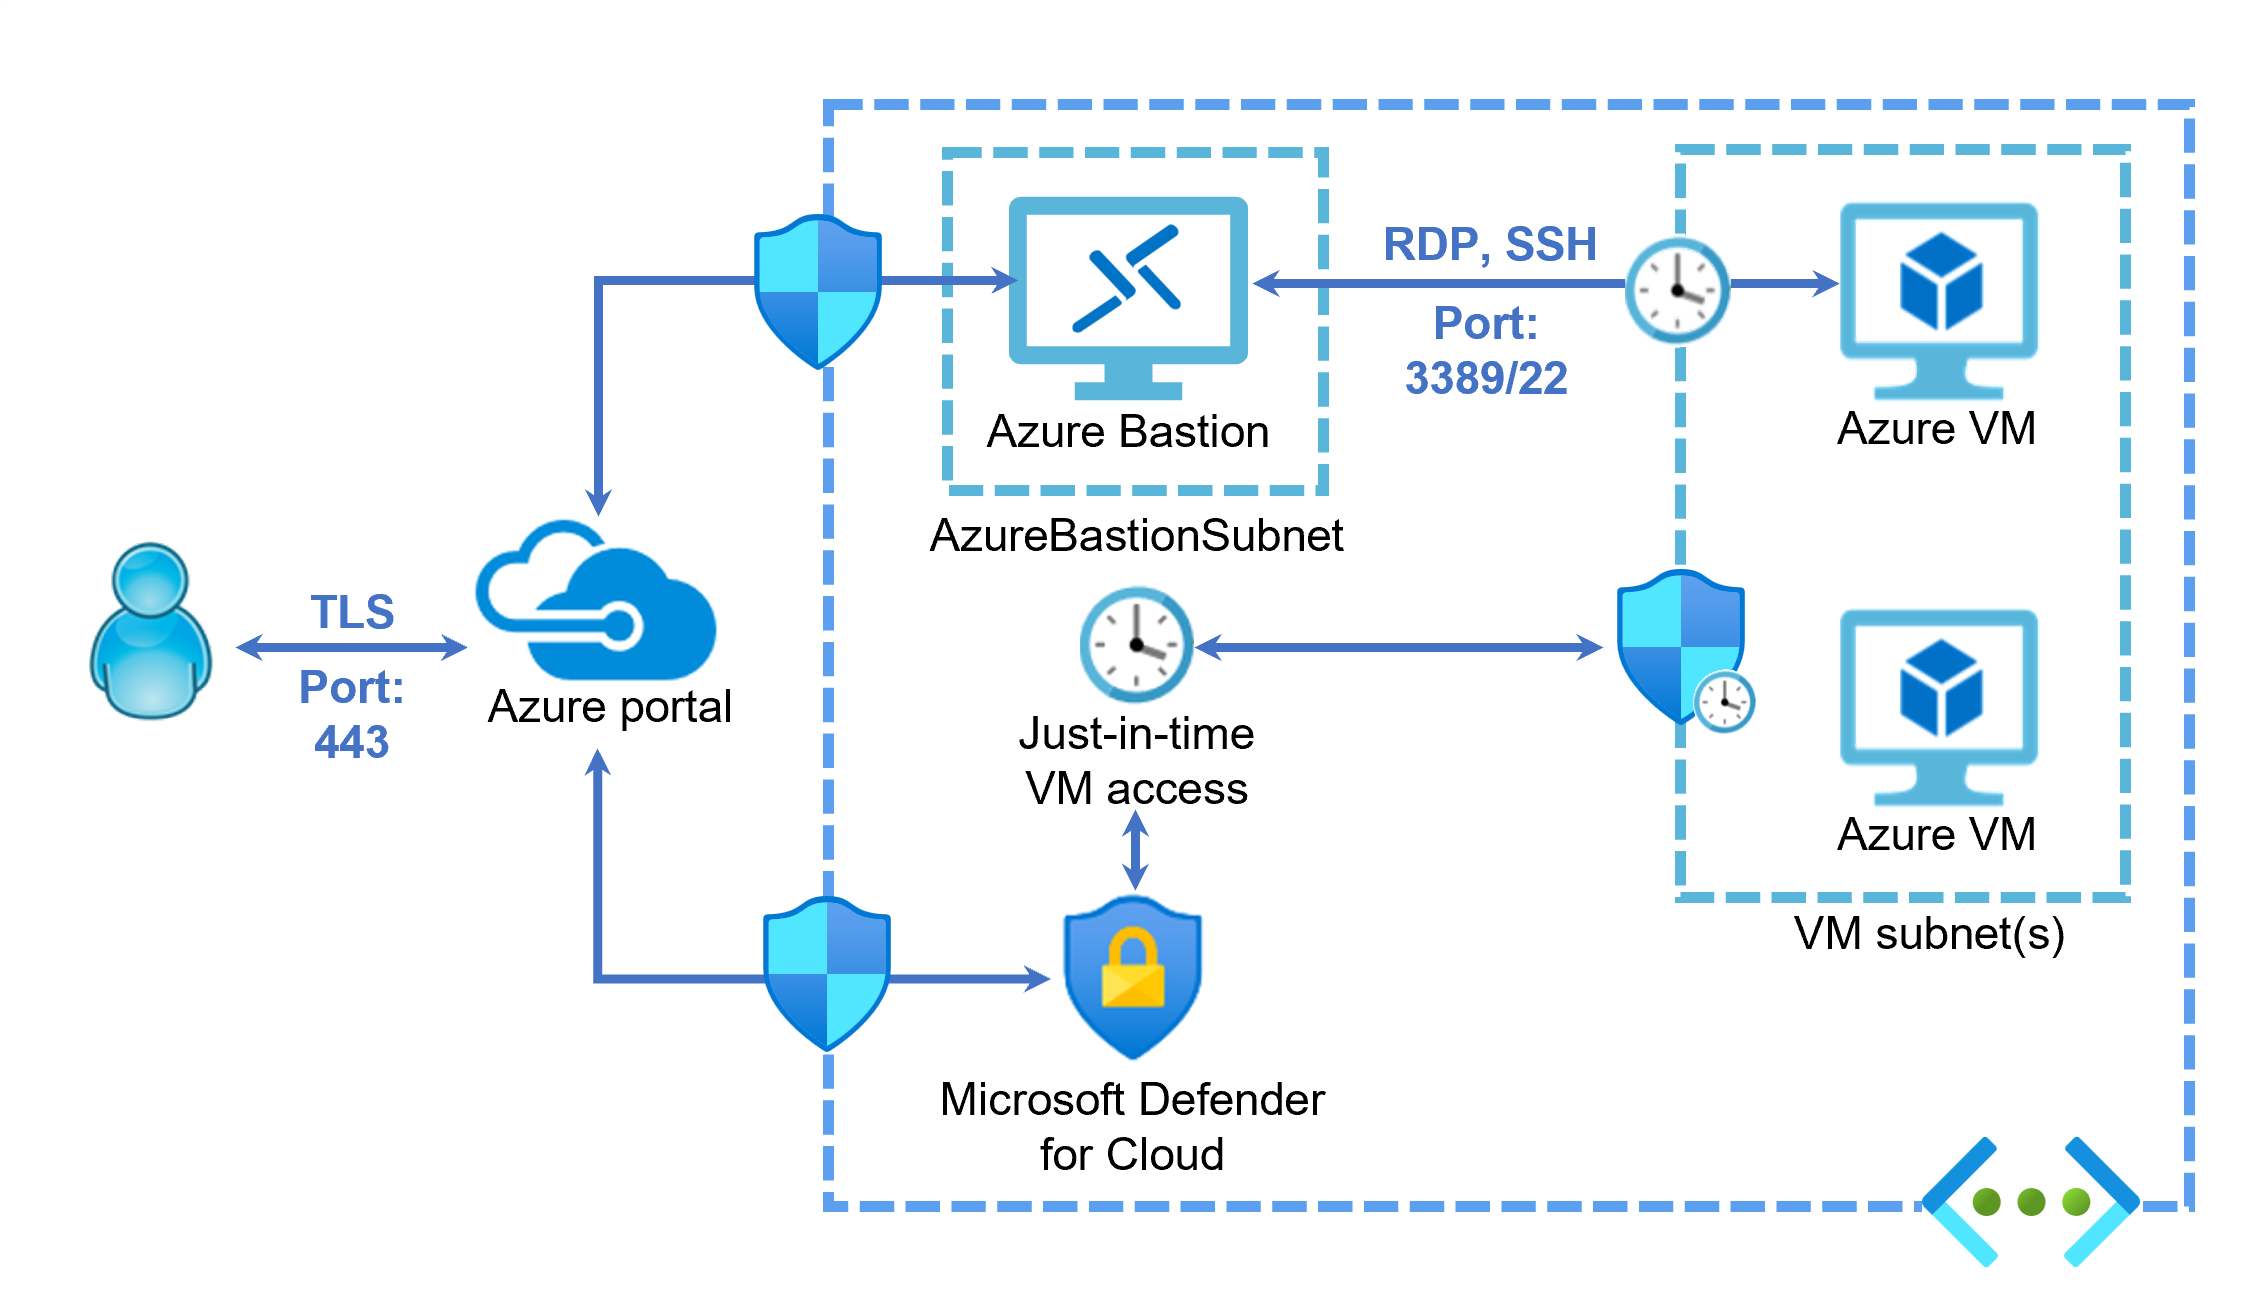 TLS
Port:
443
Azure portal
Azure Bastion
AzureBastionSubnet
RDP, SSH
Port:
3389/22
Azure VM
Just-in-time
VM access
Azure VM
VM subnet(s)
Microsoft Defender
for Cloud